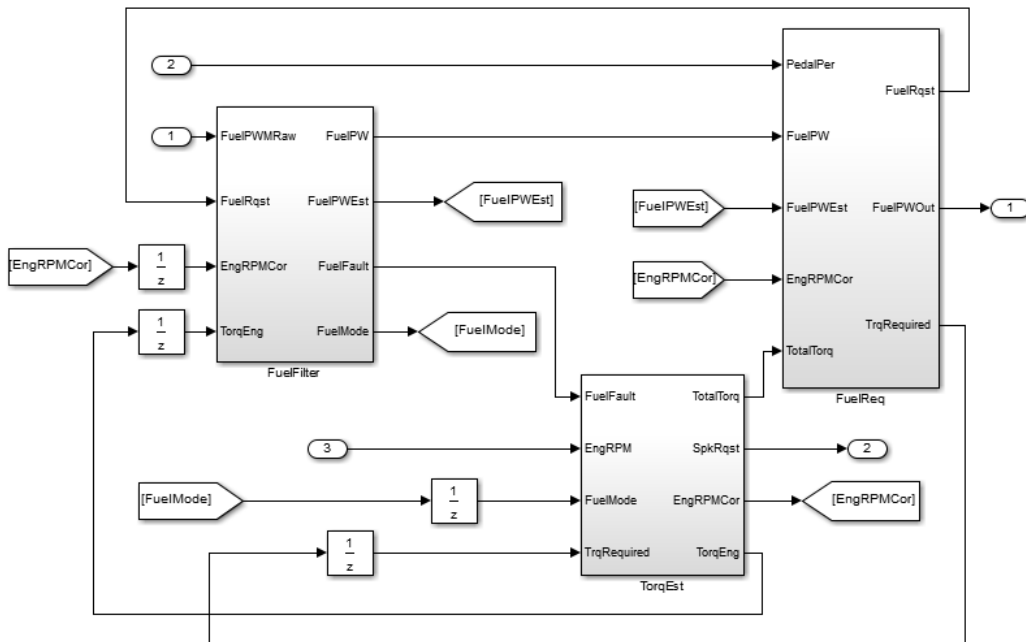 2
PedalPer
FuelRqst
1
FuelPWMRaw
FuelPW
FuelPW
FuelRqst
FuelPWEst
[FuelPWEst]
[FuelPWEst]
FuelPWEst
FuelPWOut
1
[EngRPMCor]
1
z
EngRPMCor
FuelFault
[EngRPMCor]
EngRPMCor
1
z
TorqEng
FuelMode
[FuelMode]
TrqRequired
TotalTorq
FuelFilter
FuelReq
FuelFault
TotalTorq
3
EngRPM
SpkRqst
2
[FuelMode]
1
z
FuelMode
EngRPMCor
[EngRPMCor]
1
z
TrqRequired
TorqEng
TorqEst